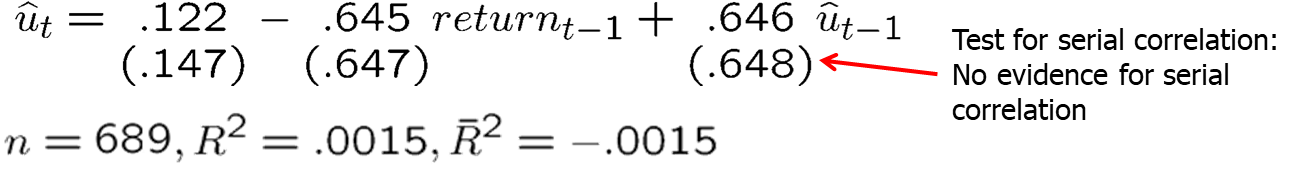 û_t = .122 − .645 return_{t−1} + .646 û_{t−1}
(.147) (.647) (.648)
n = 689, R² = .0015, R̄² = −.0015
Test for serial correlation:
No evidence for serial
correlation